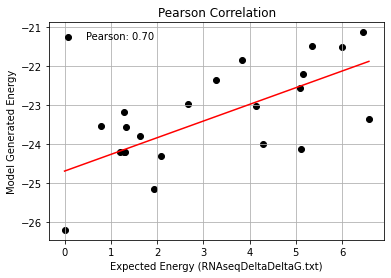 Pearson Correlation
Pearson: 0.70
−21
−22
−23
−24
−25
−26
Model Generated Energy
0 1 2 3 4 5 6
Expected Energy (RNAseqDeltaDeltaG.txt)